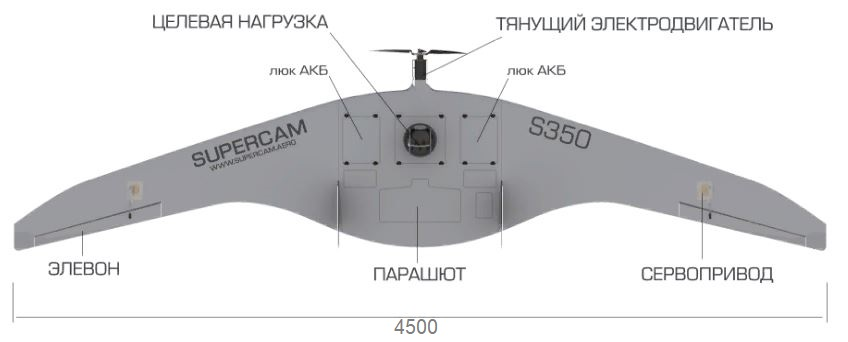 ЦЕЛЕВАЯ НАГРУЗКА
ТЯНУЩИЙ ЭЛЕКТРОДВИГАТЕЛЬ
люк АКБ
люк АКБ
SUPERCAM
WWW.SUPERCAM.AERO
S350
ЭЛЕВОН
ПАРАШЮТ
СЕРВОПРИВОД
4500